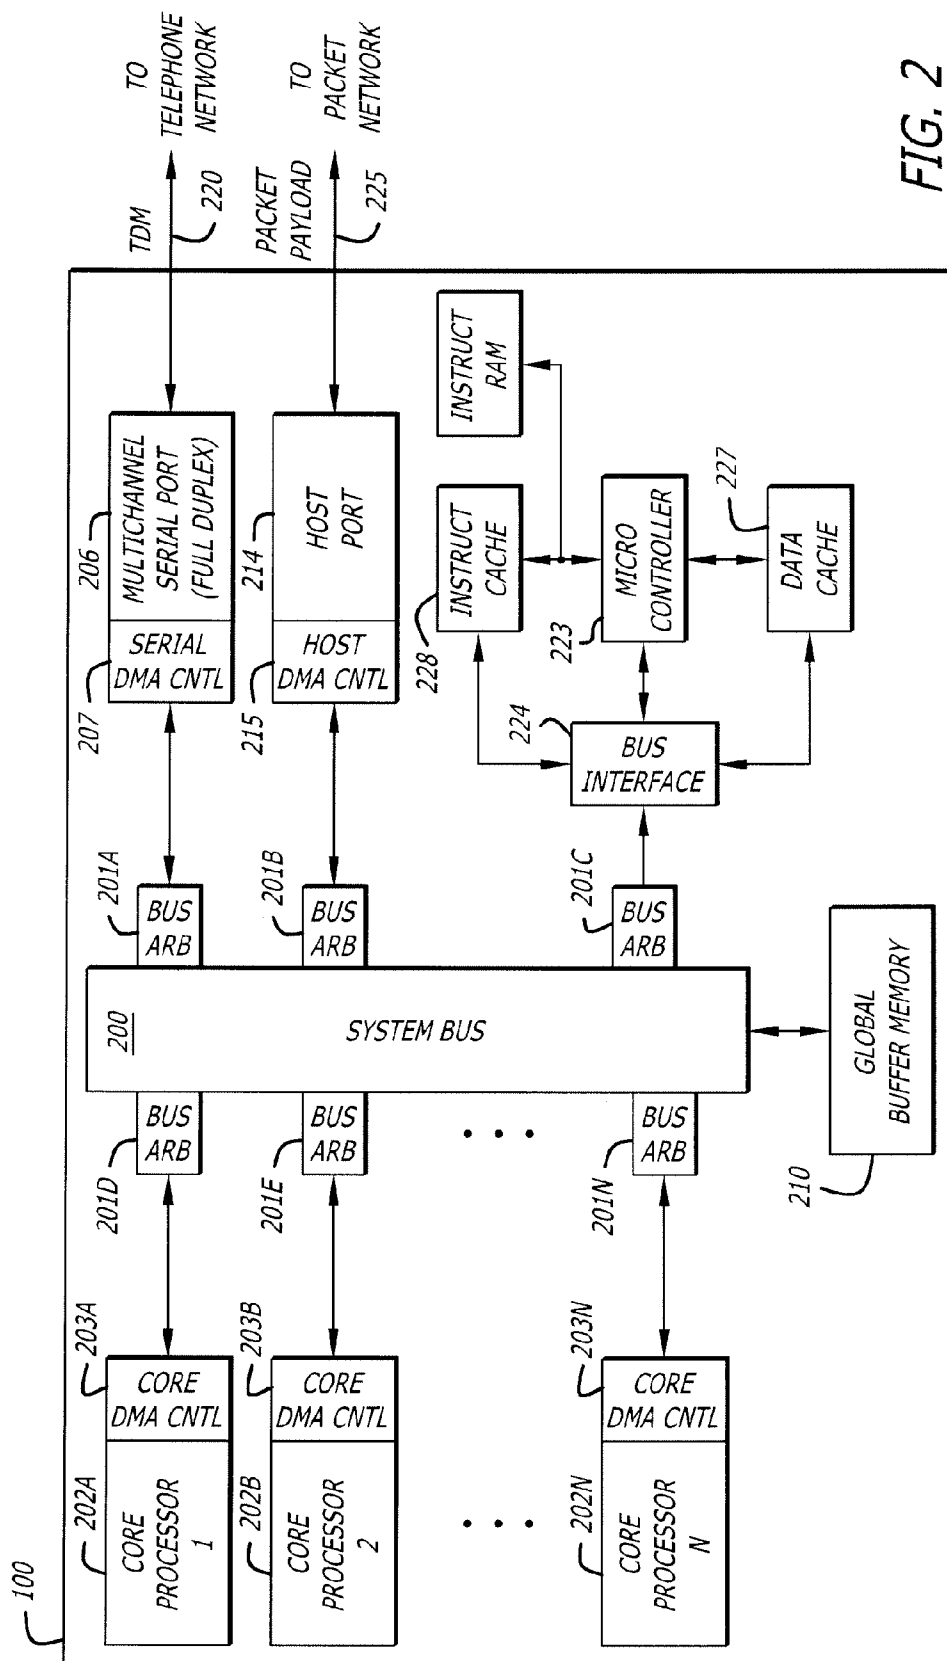 100
202A
CORE
PROCESSOR
1
203A
CORE
DMA CNTL
201D
BUS
ARB
200
SYSTEM BUS
201A
BUS
ARB
207
SERIAL
DMA CNTL
206
MULTICHANNEL
SERIAL PORT
(FULL DUPLEX)
TDM
220
TO
TELEPHONE
NETWORK
202B
CORE
PROCESSOR
2
203B
CORE
DMA CNTL
201E
BUS
ARB
201B
BUS
ARB
215
HOST
DMA CNTL
214
HOST
PORT
PACKET
PAYLOAD
225
TO
PACKET
NETWORK
202N
CORE
PROCESSOR
N
203N
CORE
DMA CNTL
201N
BUS
ARB
201C
BUS
ARB
224
BUS
INTERFACE
228
INSTRUCT
CACHE
INSTRUCT
RAM
223
MICRO
CONTROLLER
227
DATA
CACHE
210
GLOBAL
BUFFER MEMORY
FIG. 2